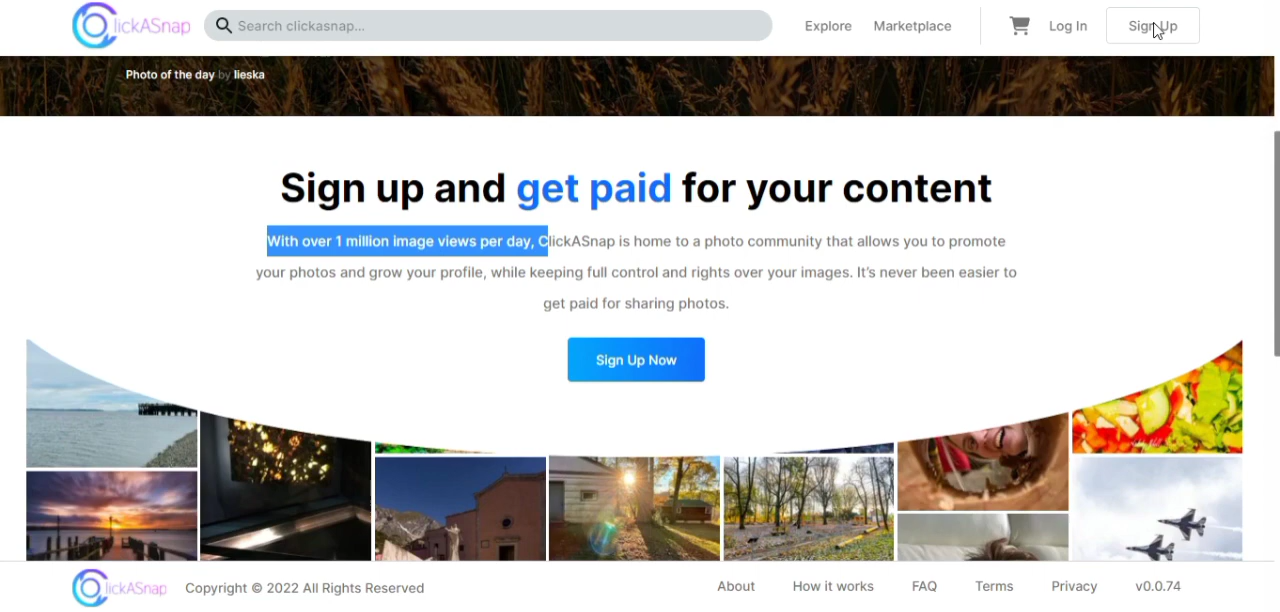 ClickASnap
Search clickasnap...
Explore
Marketplace
Log In
Sign Up
Photo of the day by lieska
Sign up and get paid for your content
With over 1 million image views per day, ClickASnap is home to a photo community that allows you to promote
your photos and grow your profile, while keeping full control and rights over your images. It’s never been easier to
get paid for sharing photos.
Sign Up Now
ClickASnap
Copyright © 2022 All Rights Reserved
About
How it works
FAQ
Terms
Privacy
v0.0.74